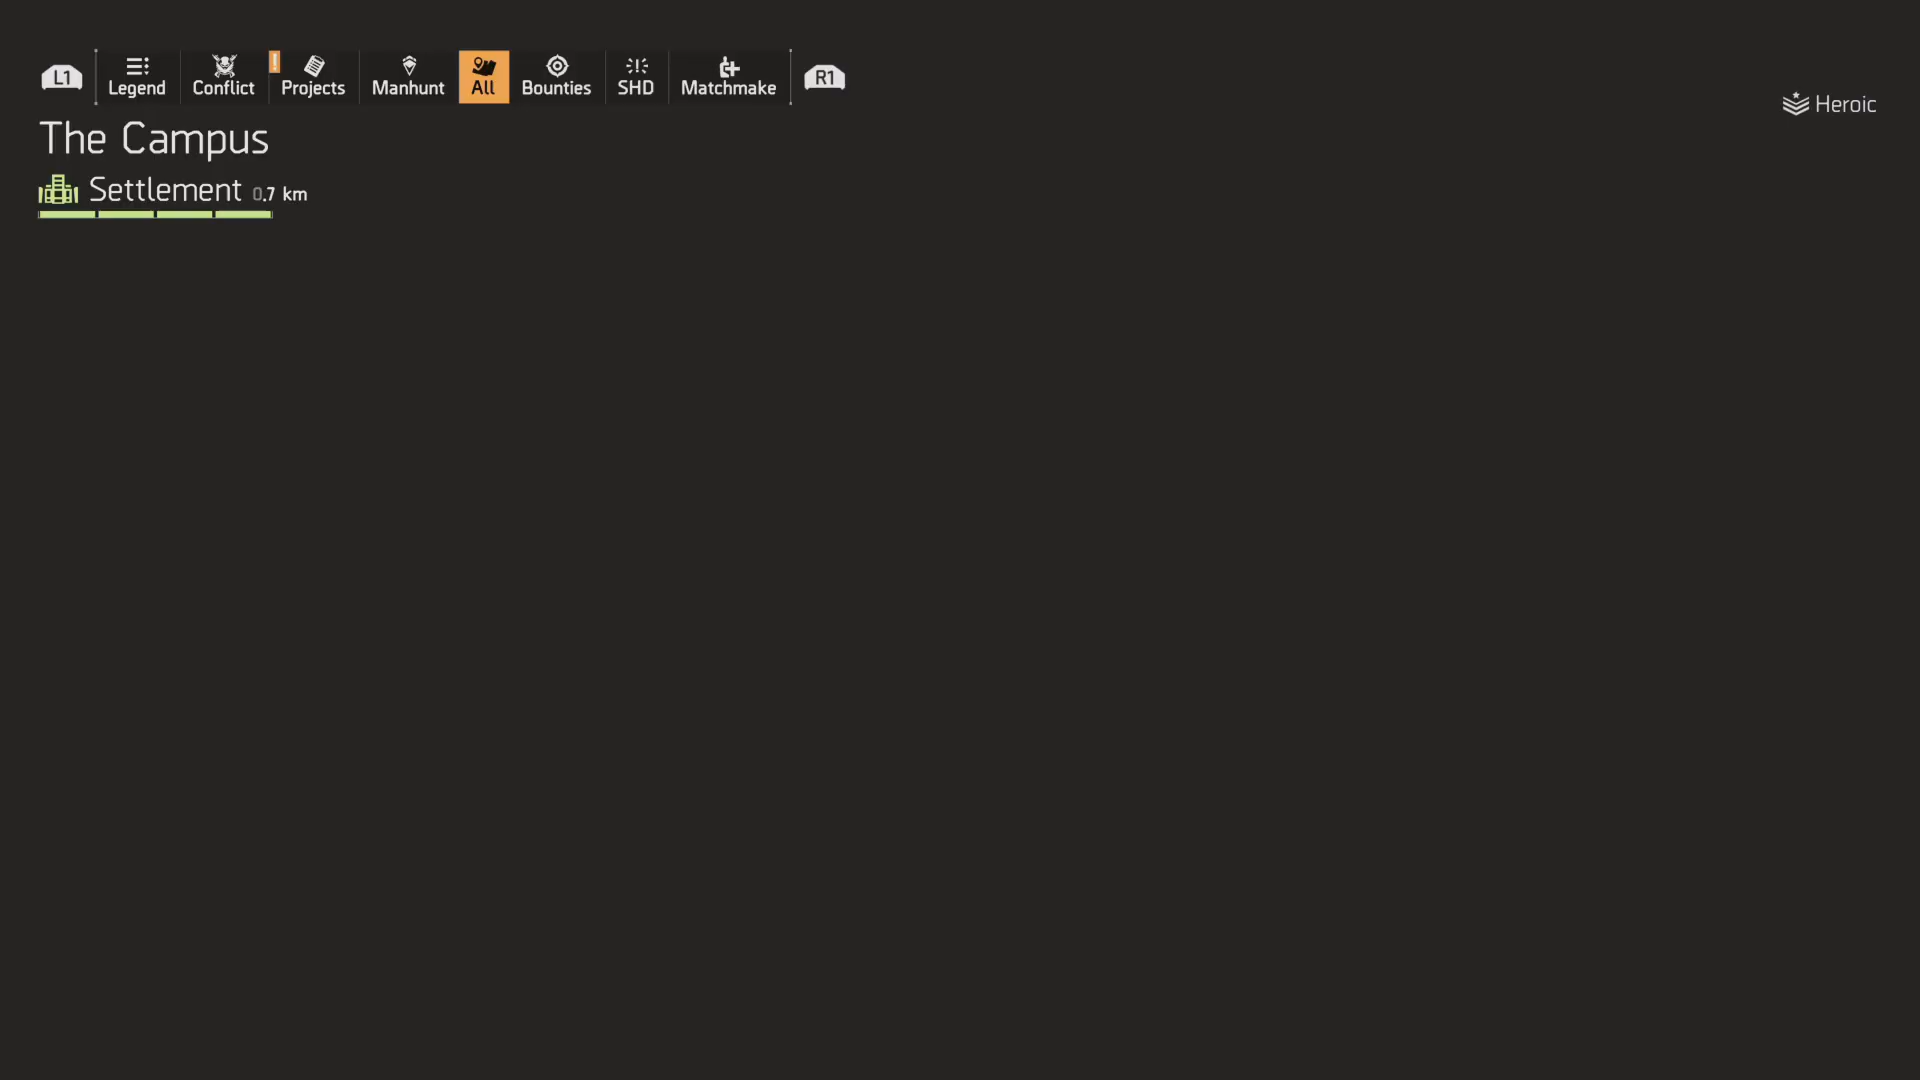 L1 Legend Conflict ! Projects Manhunt All Bounties SHD Matchmake R1
Heroic
The Campus
Settlement 0.7 km